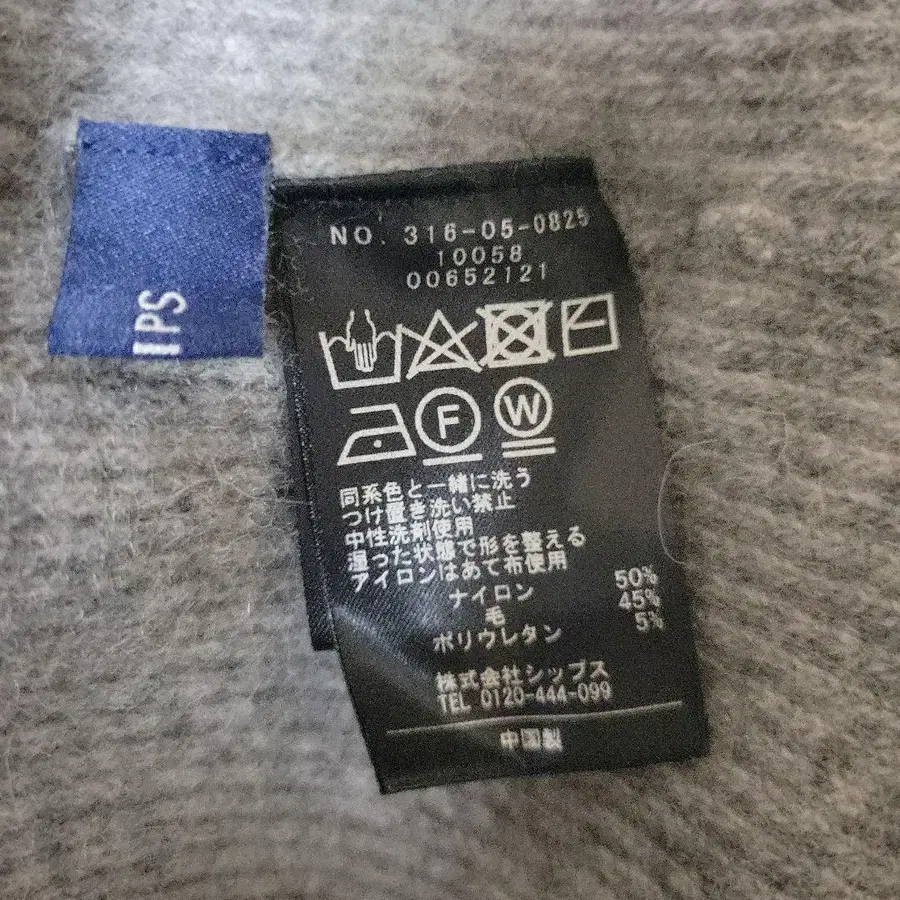 IPS
NO. 316-05-0825
10058
00652121
F
W
同系色と一緒に洗う
つけ置き洗い禁止
中性洗剤使用
湿った状態で形を整える
アイロンはあて布使用
ナイロン 50%
毛 45%
ポリウレタン 5%
株式会社シップス
TEL 0120-444-099
中国製